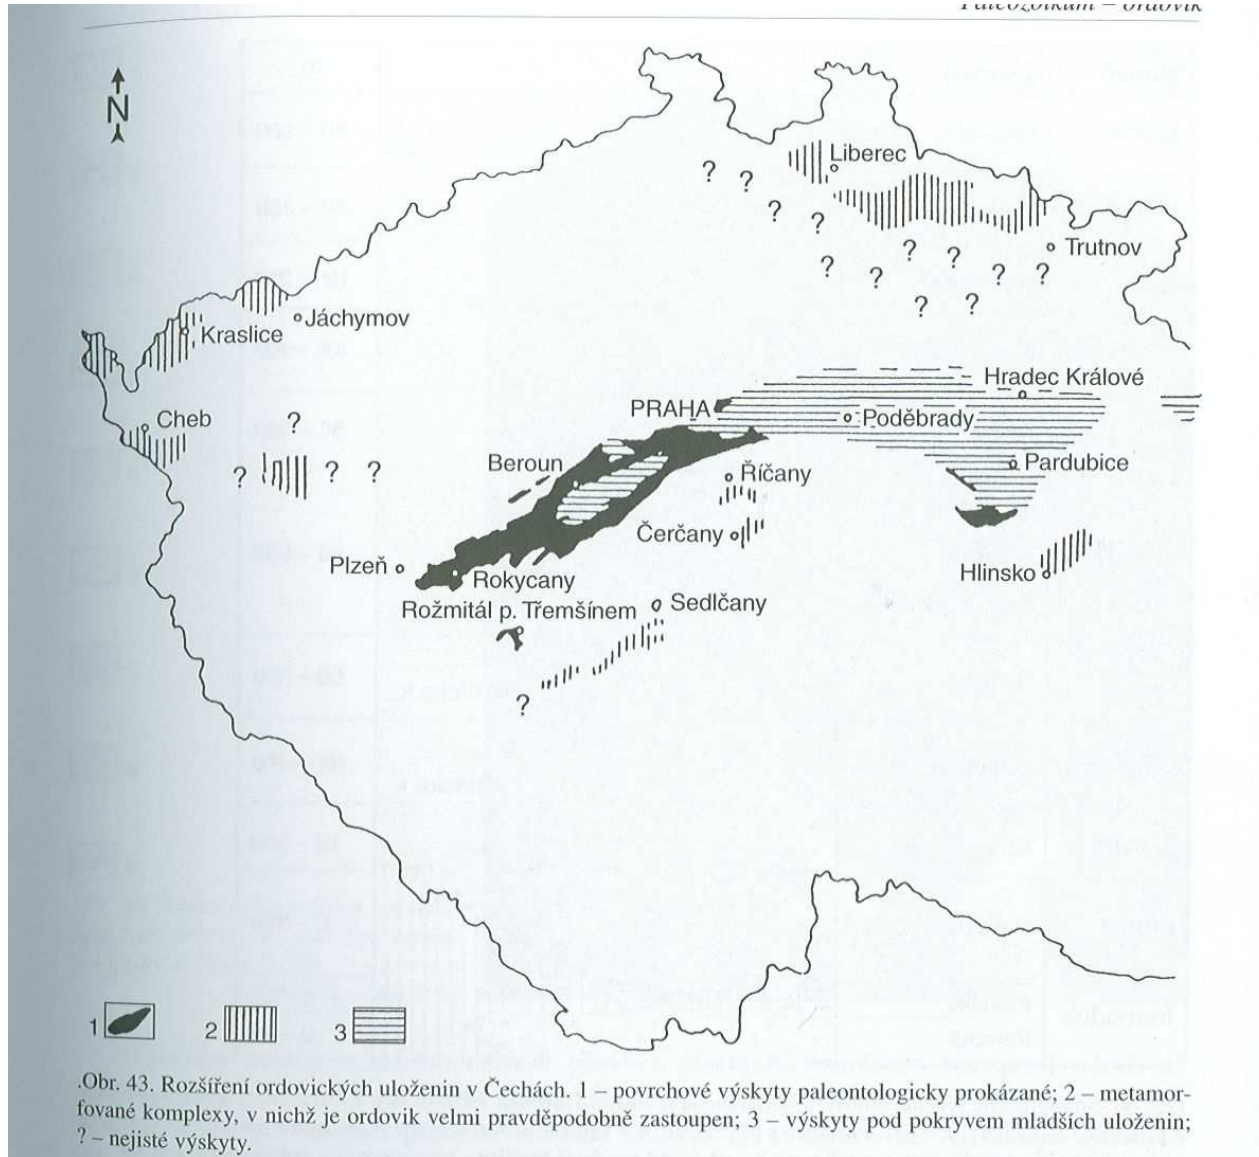 Paleozoikum – ordovik
N
Liberec
? ?
? ?
Trutnov
? ?
? ? ? ?
? ?
Jáchymov
Kraslice
Hradec Králové
PRAHA
Poděbrady
Cheb
?
Beroun
Říčany
Pardubice
? ? ?
Čerčany
Plzeň
Rokycany
Hlinsko
Rožmitál p. Třemšínem
Sedlčany
?
1 2 3
.Obr. 43. Rozšíření ordovických uloženin v Čechách. 1 – povrchové výskyty paleontologicky prokázané; 2 – metamor-
fované komplexy, v nichž je ordovik velmi pravděpodobně zastoupen; 3 – výskyty pod pokryvem mladších uloženin;
? – nejisté výskyty.